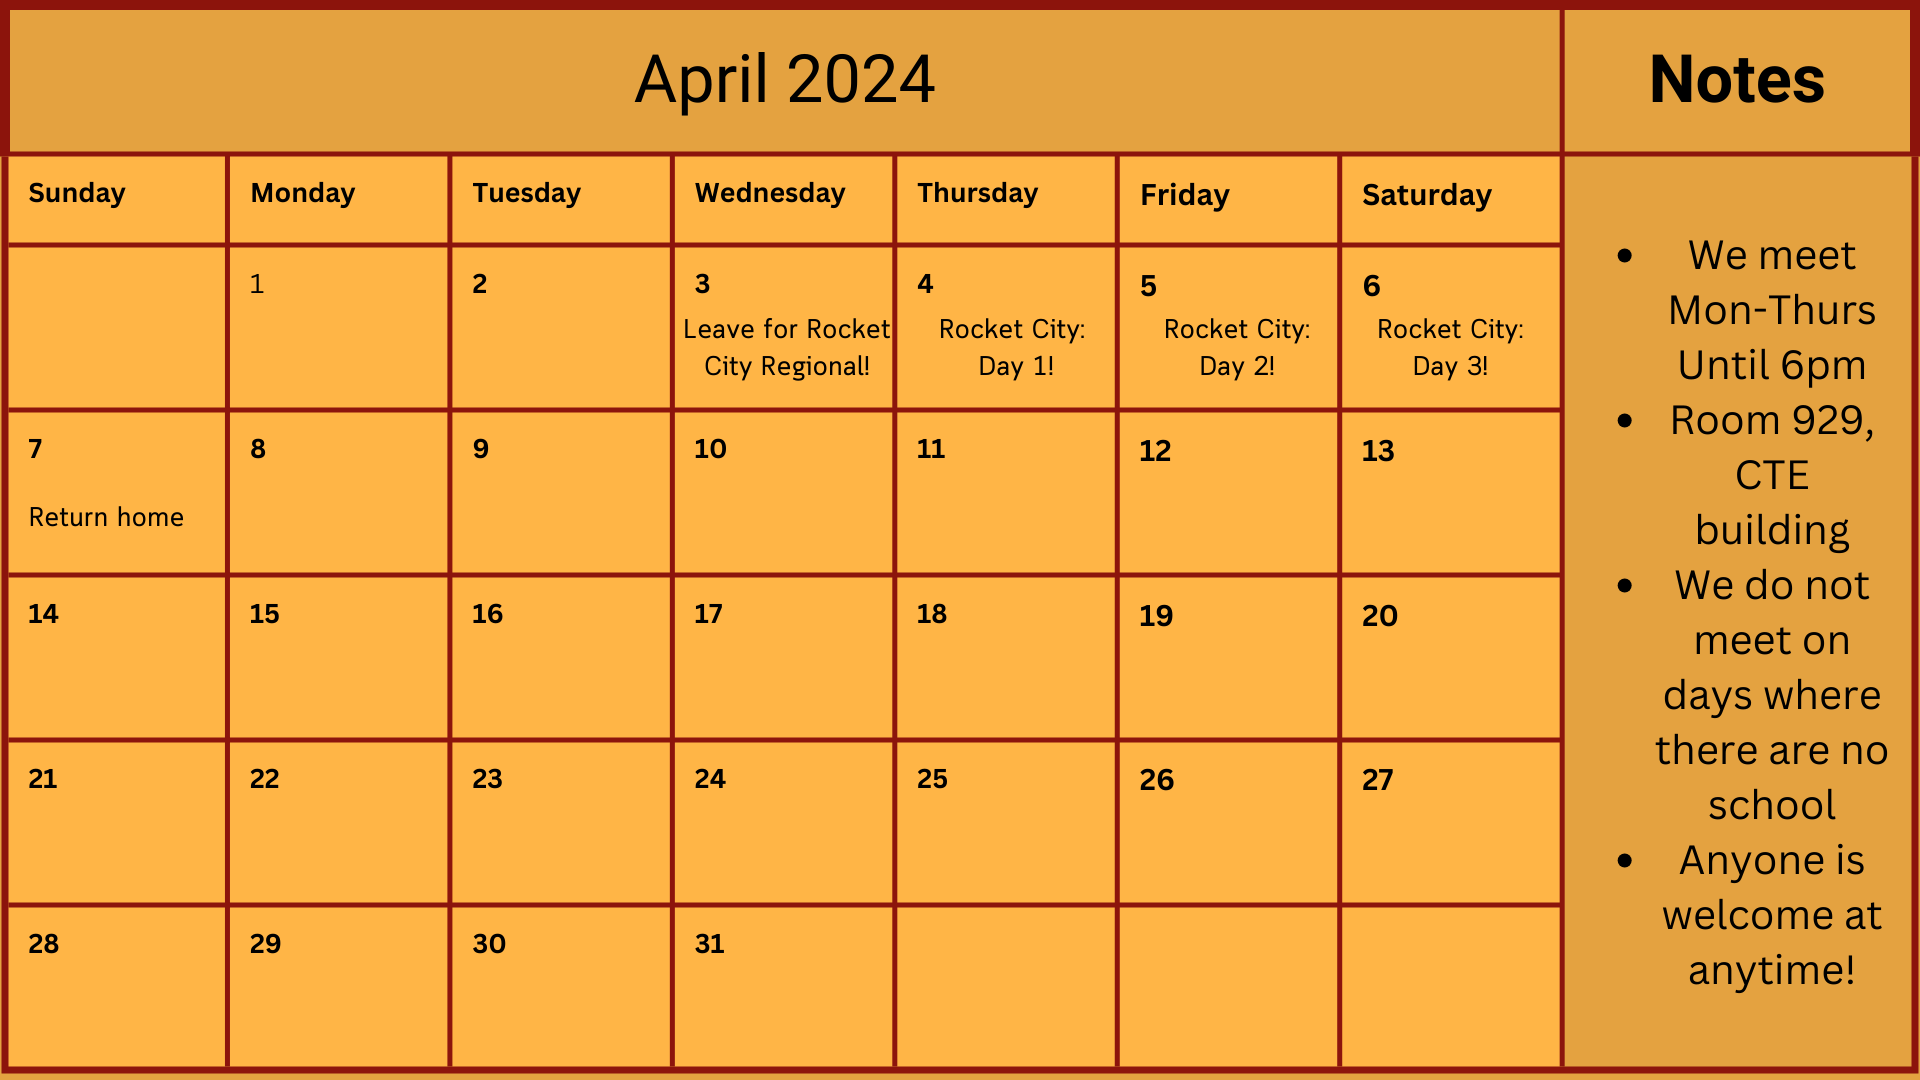 April 2024
Notes
Sunday Monday Tuesday Wednesday Thursday Friday Saturday
1 2 3 4 5 6
Leave for Rocket Rocket City: Rocket City: Rocket City:
City Regional! Day 1! Day 2! Day 3!
7 8 9 10 11 12 13
Return home
14 15 16 17 18 19 20
21 22 23 24 25 26 27
28 29 30 31
• We meet
Mon-Thurs
Until 6pm
• Room 929,
CTE
building
• We do not
meet on
days where
there are no
school
• Anyone is
welcome at
anytime!